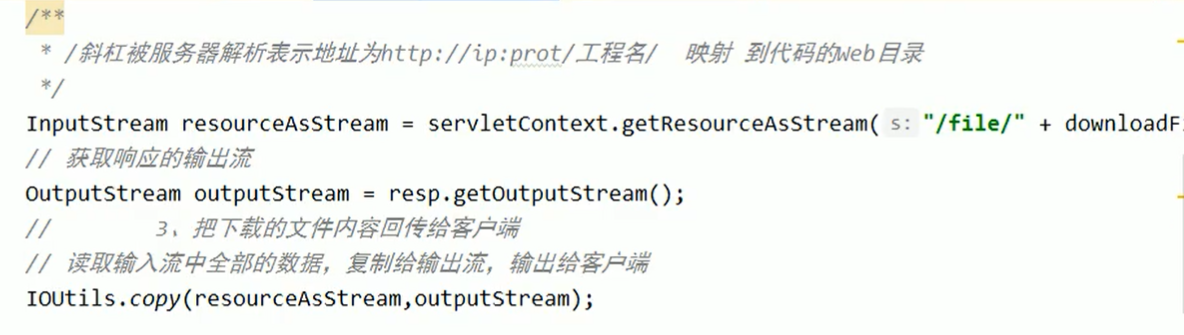 /**
 * /斜杠被服务器解析表示地址为http://ip:prot/工程名/  映射 到代码的Web目录
 */
InputStream resourceAsStream = servletContext.getResourceAsStream( s: "/file/" + downloadF
// 获取响应的输出流
OutputStream outputStream = resp.getOutputStream();
//        3、把下载的文件内容回传给客户端
// 读取输入流中全部的数据，复制给输出流，输出给客户端
IOUtils.copy(resourceAsStream,outputStream);